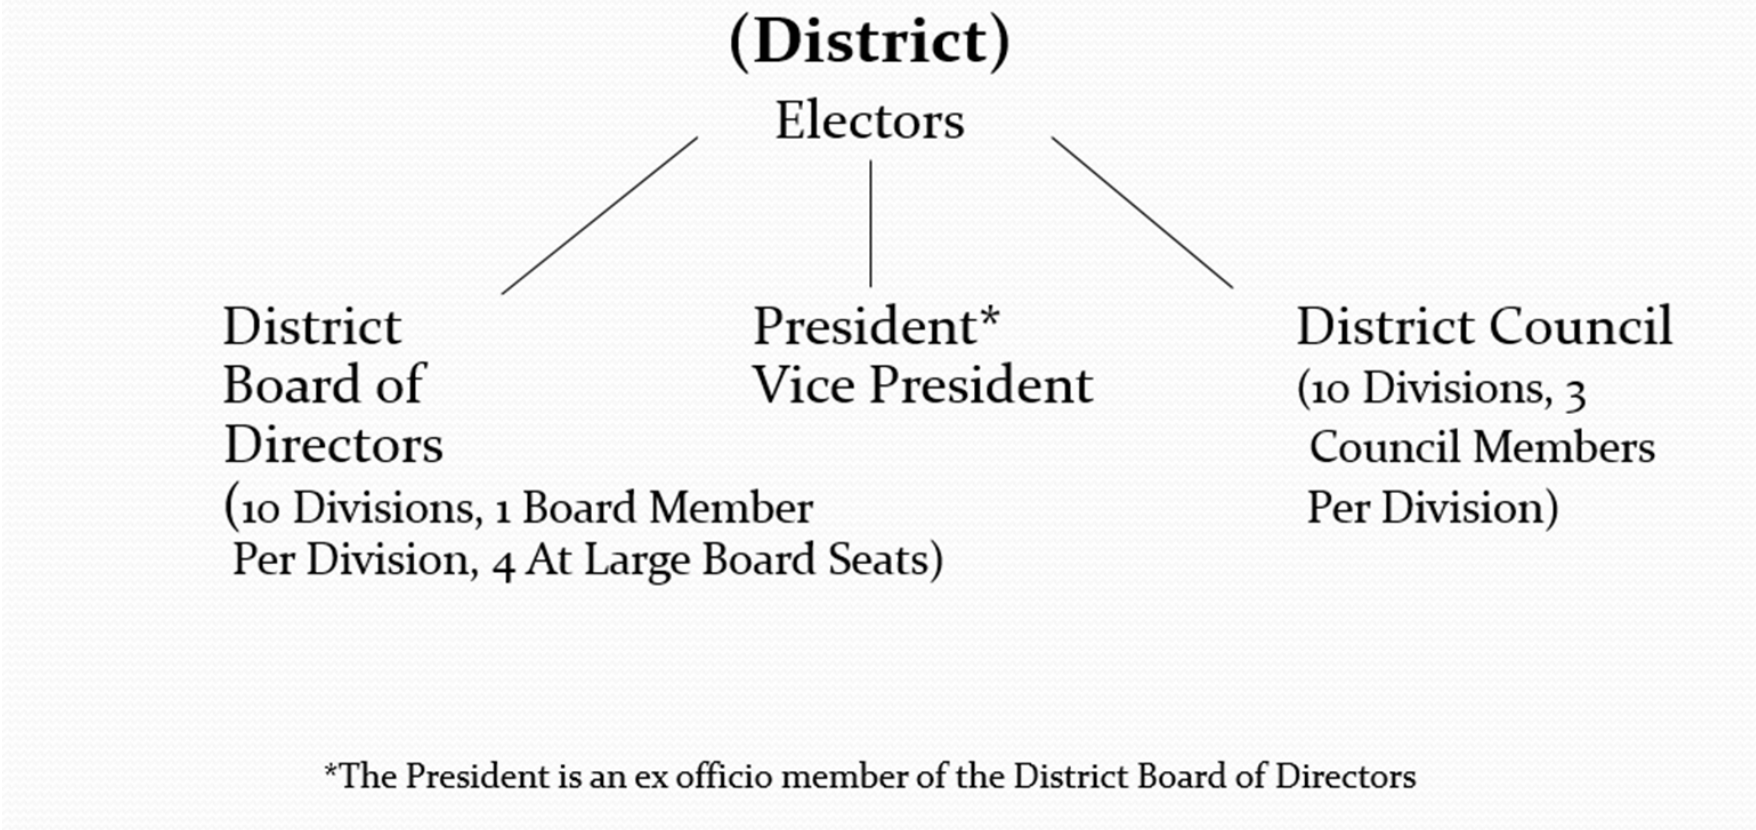 (District)
Electors
District
Board of
Directors
(10 Divisions, 1 Board Member
Per Division, 4 At Large Board Seats)
President*
Vice President
District Council
(10 Divisions, 3
Council Members
Per Division)
*The President is an ex officio member of the District Board of Directors